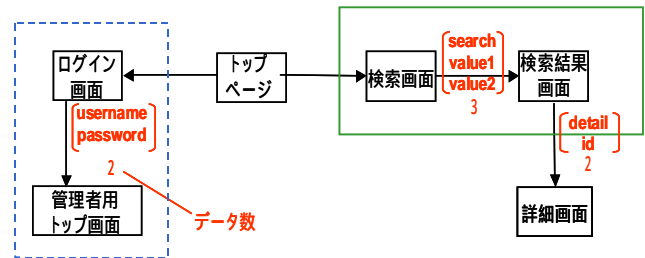 ログイン
画面
トップ
ページ
検索画面
search
value1
value2
3
検索結果
画面
username
password
2
管理者用
トップ画面
データ数
detail
id
2
詳細画面